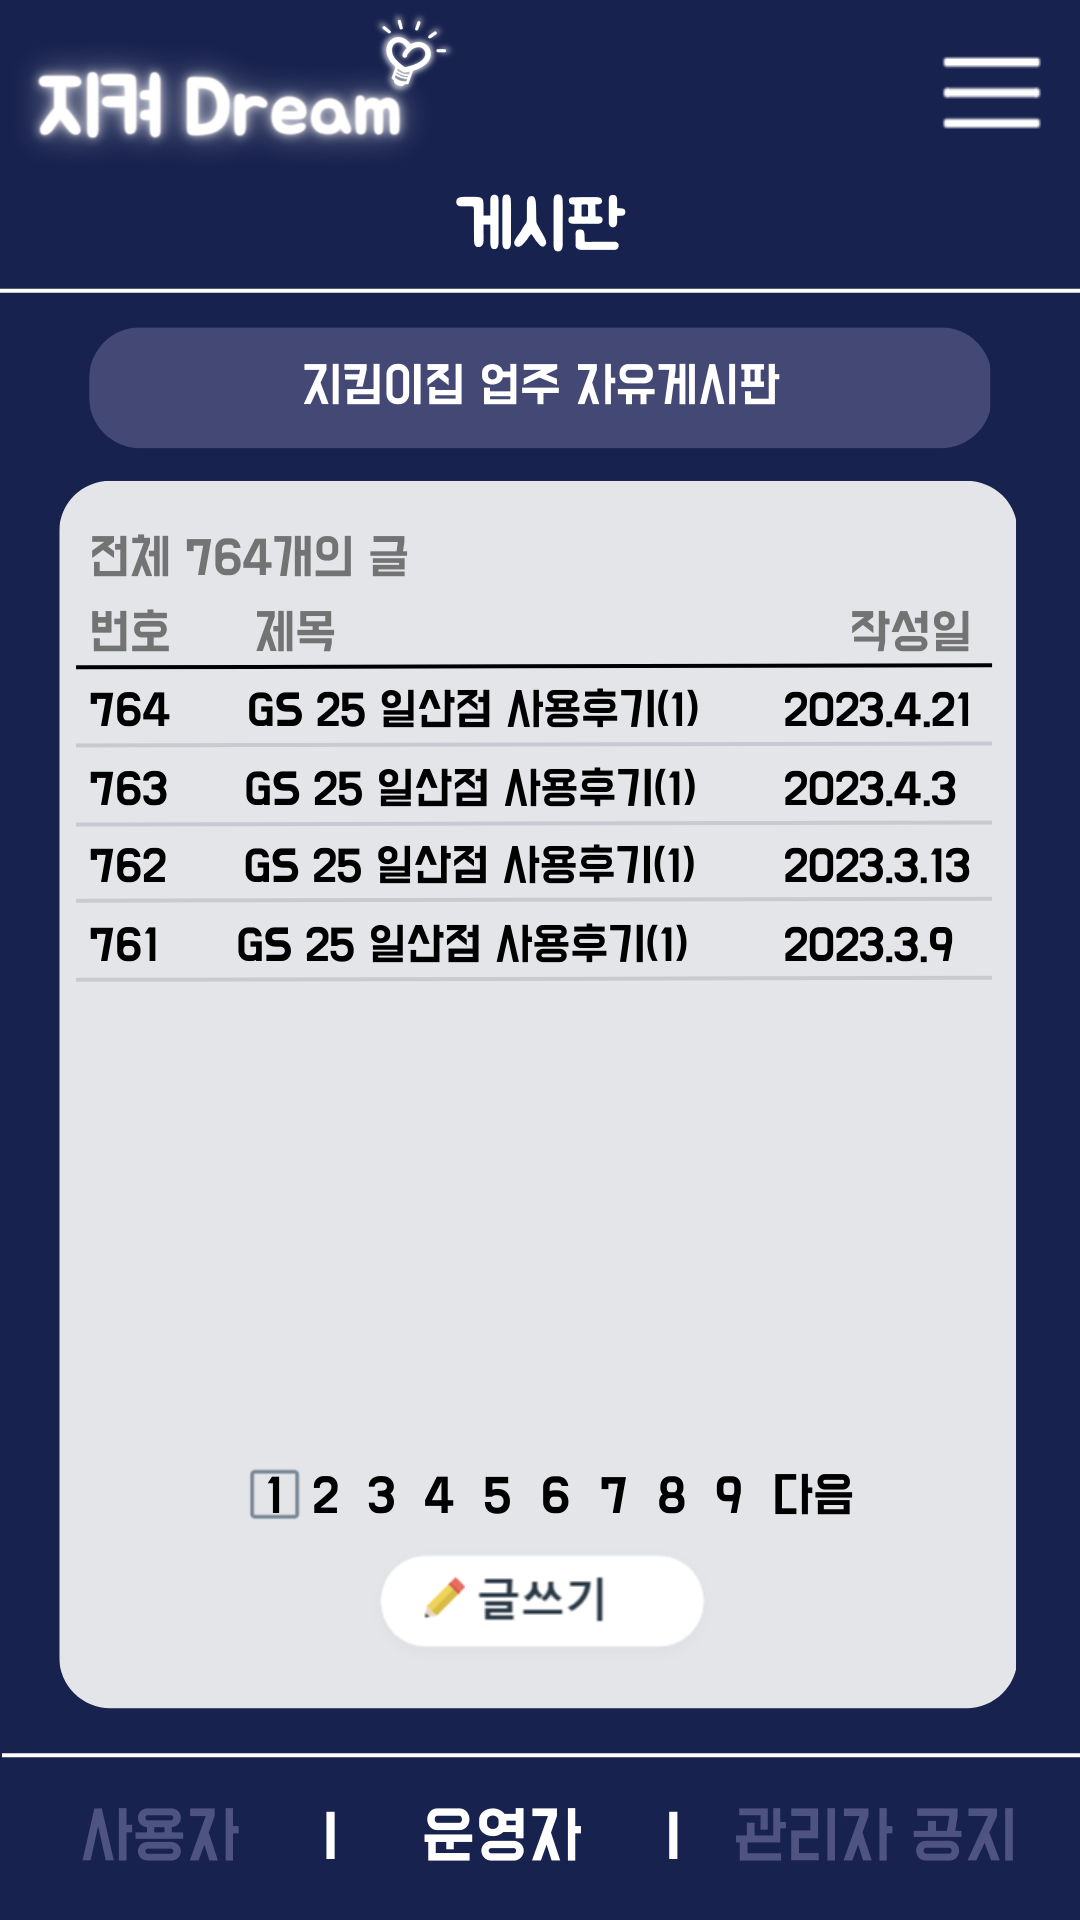 지켜 Dream
게시판
지킴이집 업주 자유게시판
전체 764개의 글
번호 제목 작성일
764 GS 25 일산점 사용후기(1) 2023.4.21
763 GS 25 일산점 사용후기(1) 2023.4.3
762 GS 25 일산점 사용후기(1) 2023.3.13
761 GS 25 일산점 사용후기(1) 2023.3.9
1 2 3 4 5 6 7 8 9 다음
글쓰기
사용자 | 운영자 | 관리자 공지